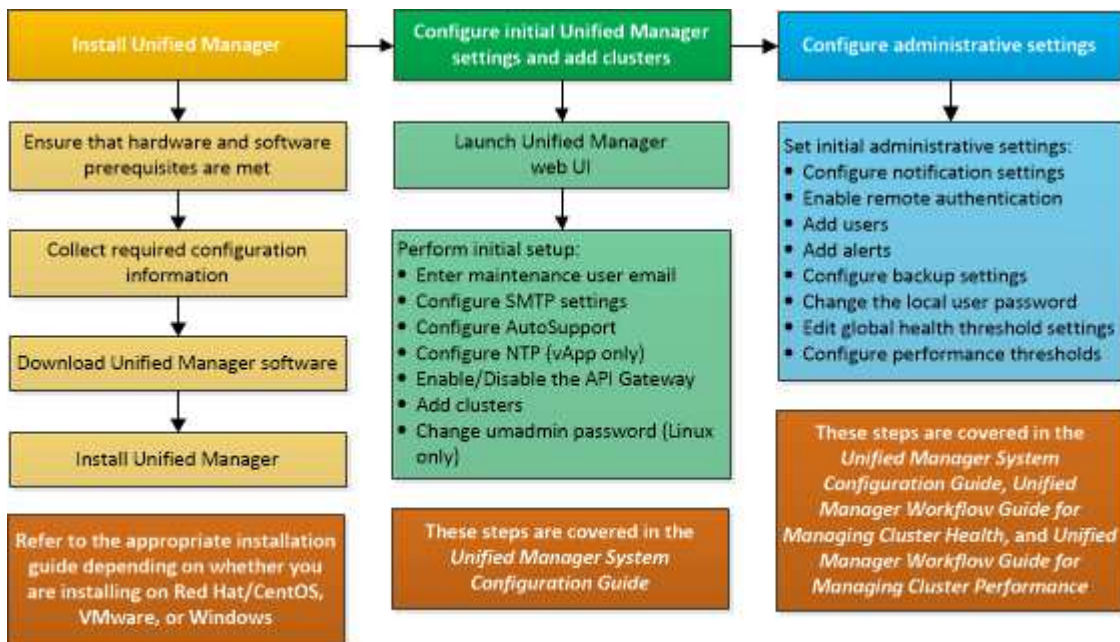 Install Unified Manager
Ensure that hardware and software
prerequisites are met
Collect required configuration
information
Download Unified Manager software
Install Unified Manager
Refer to the appropriate installation
guide depending on whether you
are installing on Red Hat/CentOS,
VMware, or Windows
Configure initial Unified Manager
settings and add clusters
Launch Unified Manager
web UI
Perform initial setup:
• Enter maintenance user email
• Configure SMTP settings
• Configure AutoSupport
• Configure NTP (vApp only)
• Enable/Disable the API Gateway
• Add clusters
• Change umadmin password (Linux
only)
These steps are covered in the
Unified Manager System
Configuration Guide
Configure administrative settings
Set initial administrative settings:
• Configure notification settings
• Enable remote authentication
• Add users
• Add alerts
• Configure backup settings
• Change the local user password
• Edit global health threshold settings
• Configure performance thresholds
These steps are covered in the
Unified Manager System
Configuration Guide, Unified
Manager Workflow Guide for
Managing Cluster Health, and Unified
Manager Workflow Guide for
Managing Cluster Performance